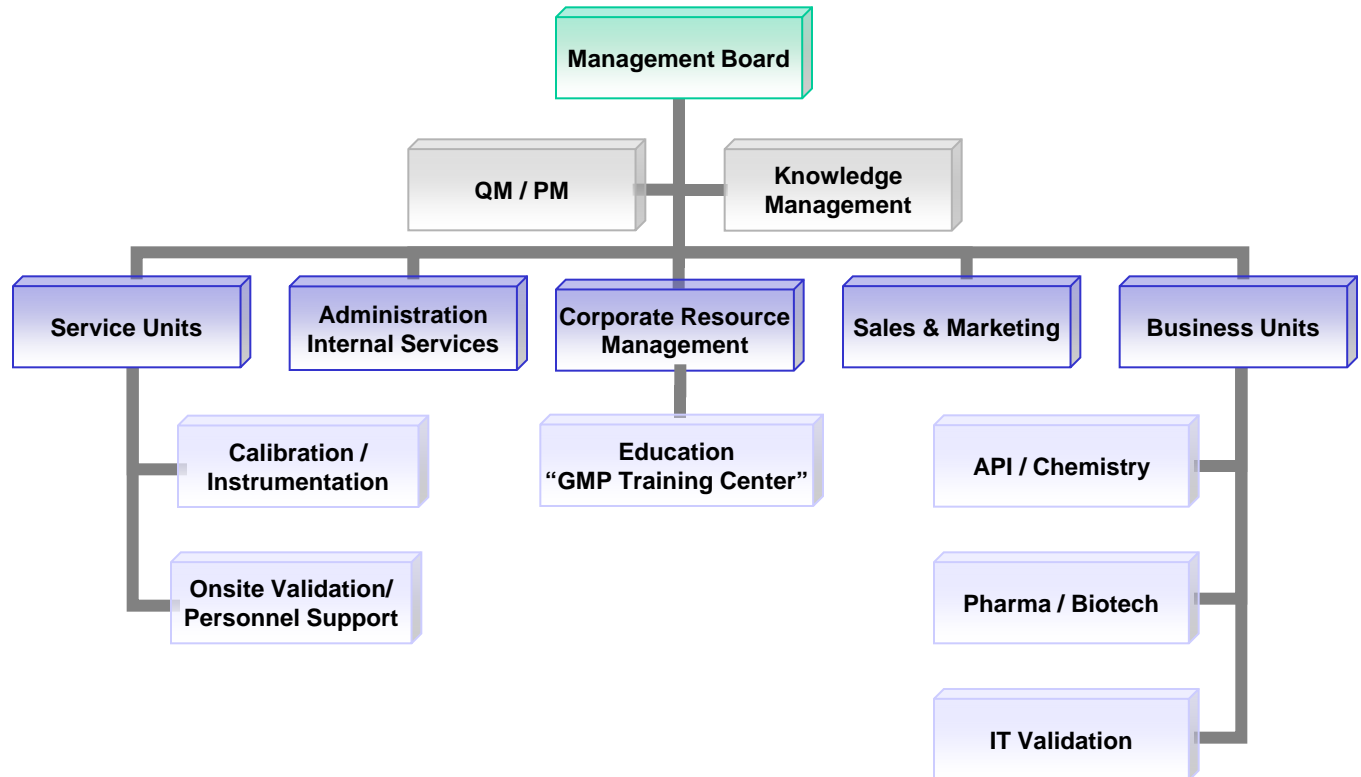 Management Board
QM / PM
Knowledge
Management
Service Units
Administration
Internal Services
Corporate Resource
Management
Sales & Marketing
Business Units
Calibration /
Instrumentation
Education
“GMP Training Center”
API / Chemistry
Onsite Validation/
Personnel Support
Pharma / Biotech
IT Validation